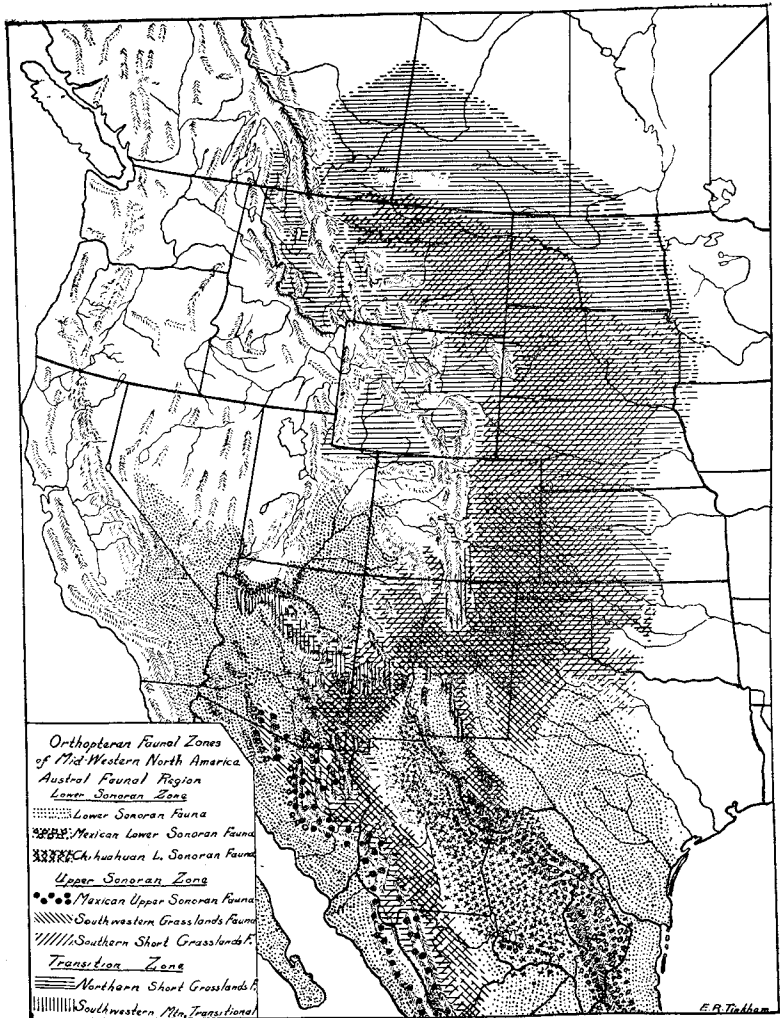 Orthopteran Faunal Zones
of Mid-Western North America
Austral Faunal Region
Lower Sonoran Zone
Lower Sonoran Fauna
Mexican Lower Sonoran Fauna
Chihuahuan L. Sonoran Fauna
Upper Sonoran Zone
Mexican Upper Sonoran Fauna
Southwestern Grasslands Fauna
Southern Short Grasslands F.
Transition Zone
Northern Short Grasslands F.
Southwestern Mtn. Transitional
E.R. Tinkham